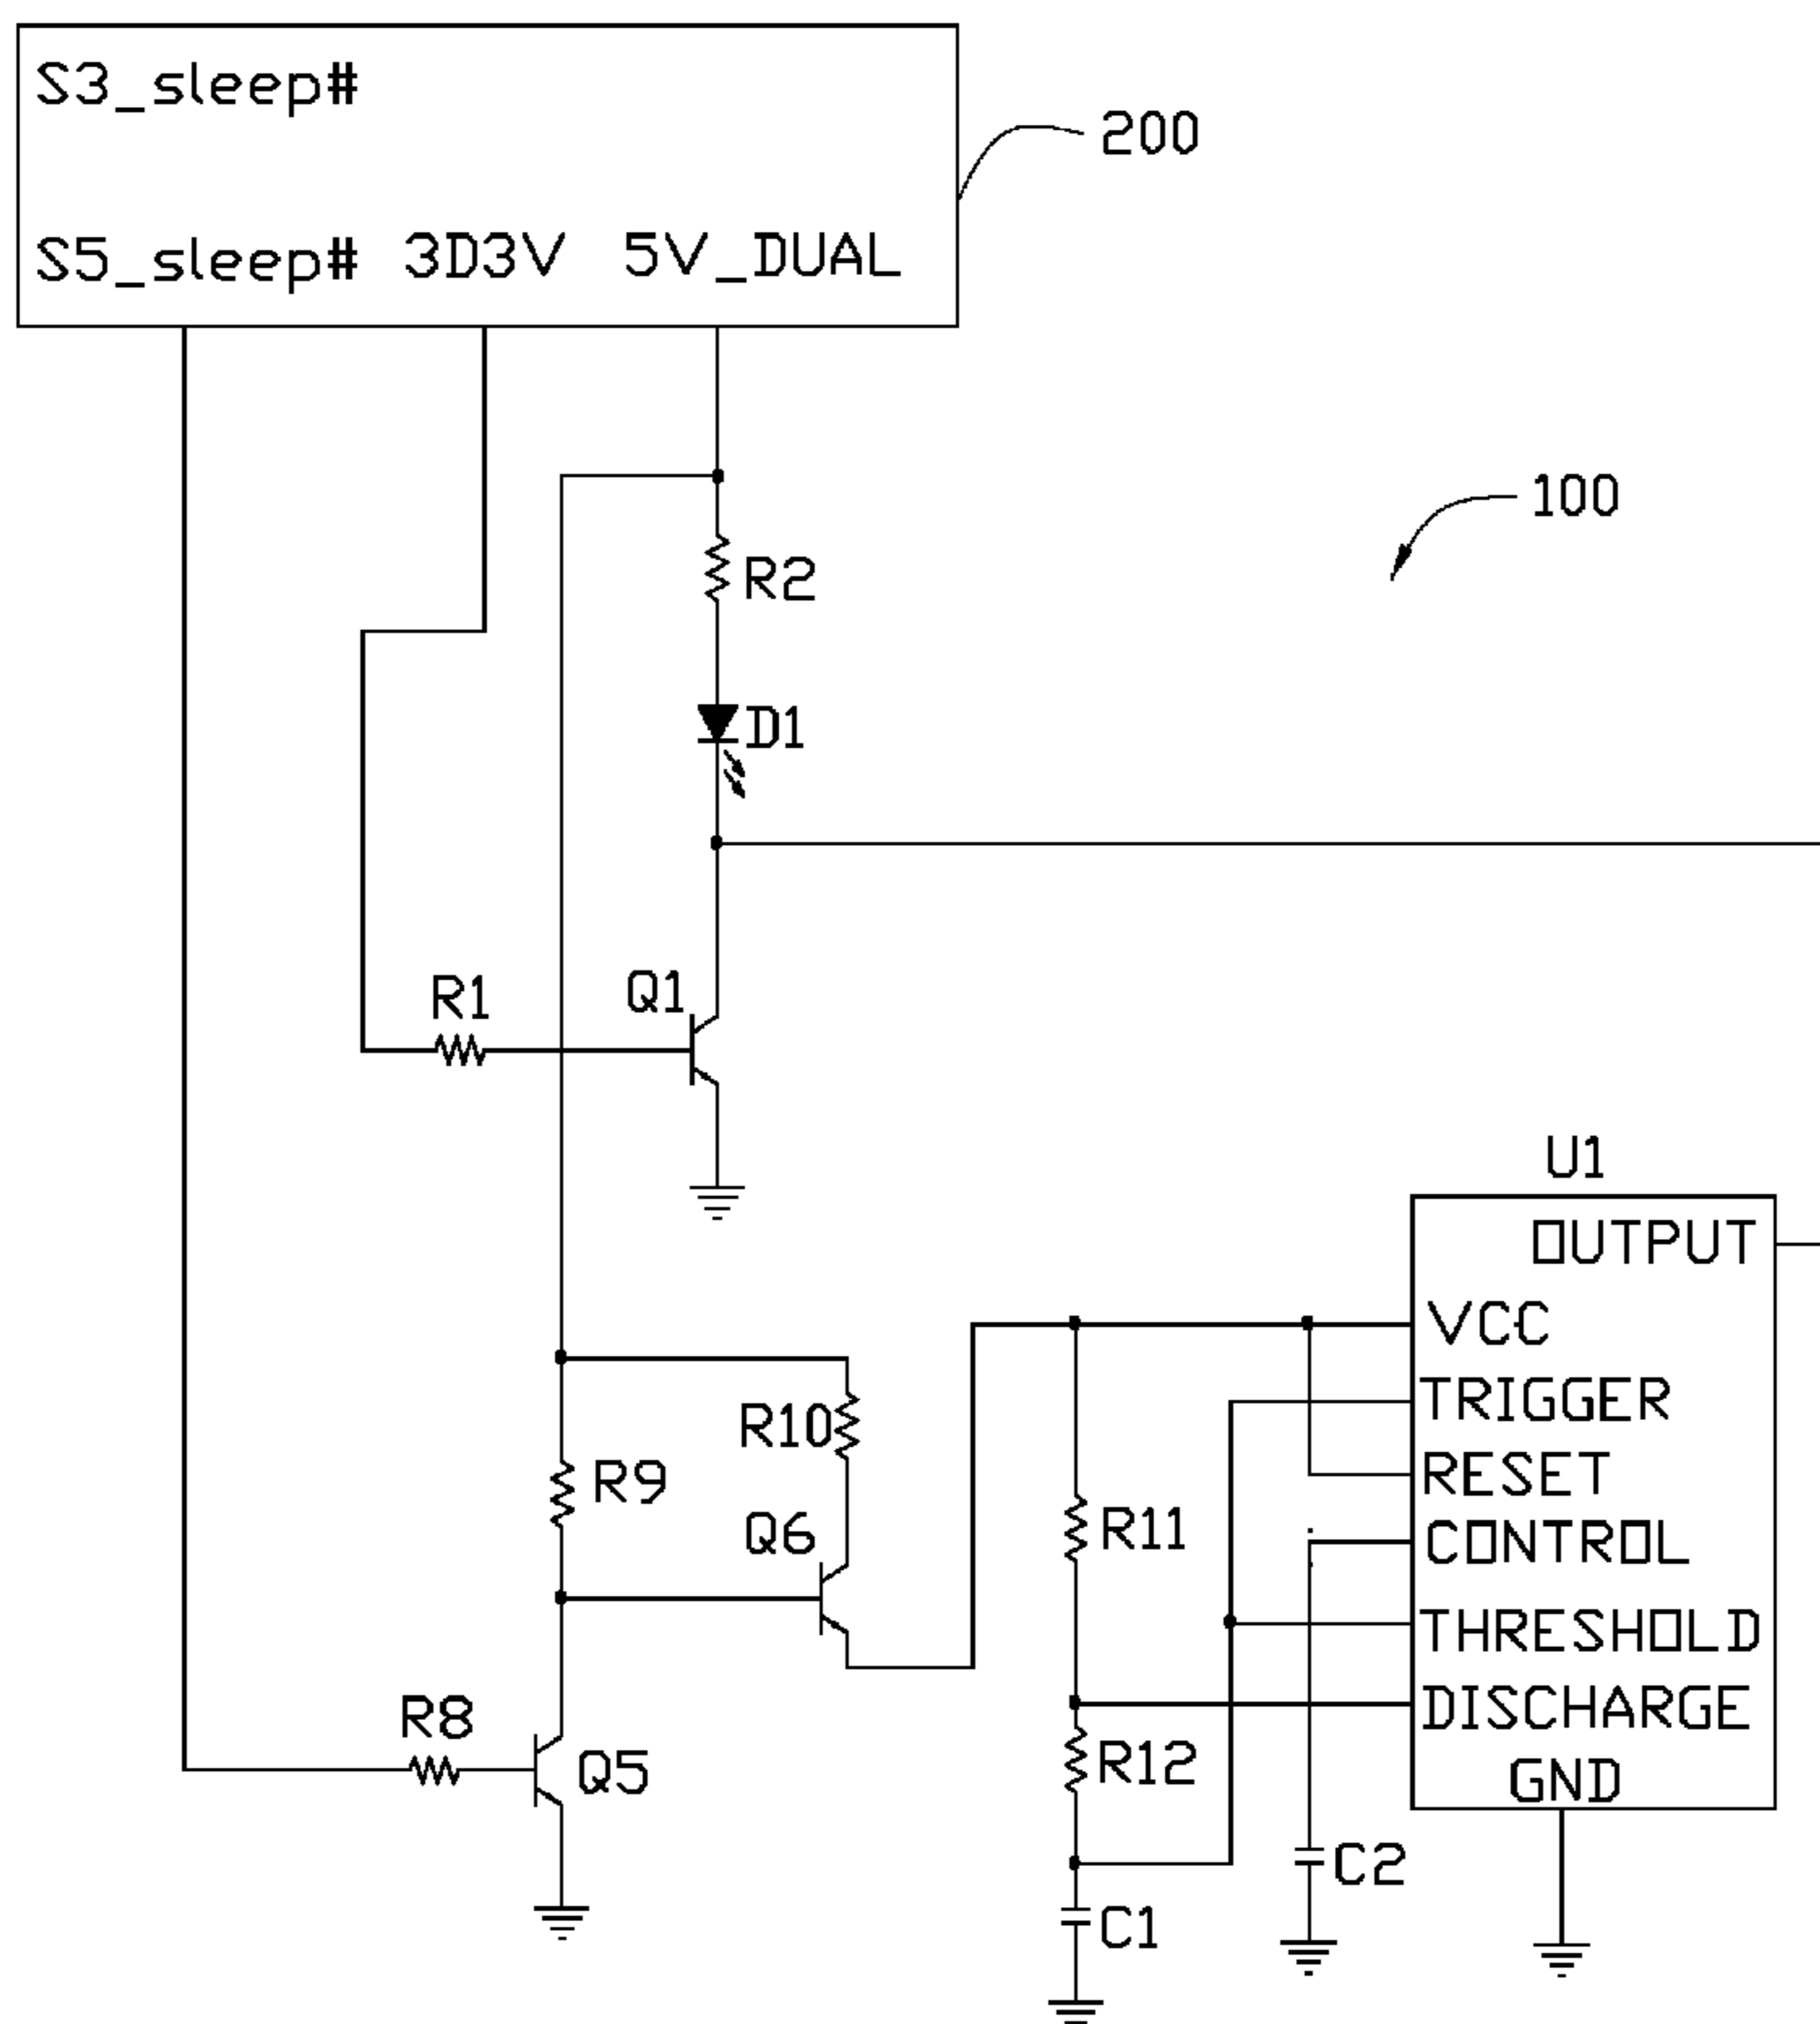 S3_sleep#
200
S5_sleep# 3D3V 5V_DUAL
100
R2
D1
R1
Q1
U1
OUTPUT
VCC
TRIGGER
R10
R9
RESET
Q6
R11
CONTROL
THRESHOLD
R8
DISCHARGE
Q5
R12
GND
C2
C1